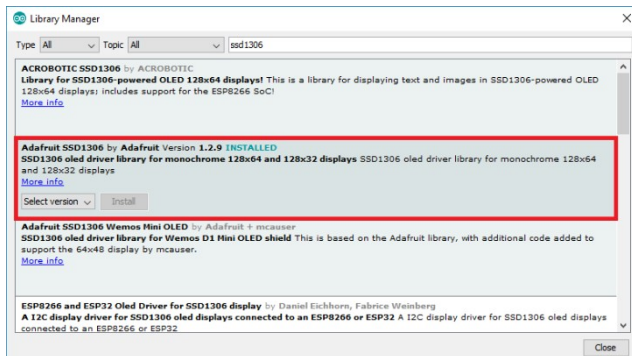 Library Manager
Type All Topic All ssd1306
ACROBOTIC SSD1306 by ACROBOTIC
Library for SSD1306-powered OLED 128x64 displays! This is a library for displaying text and images in SSD1306-powered OLED
128x64 displays; includes support for the ESP8266 SoC!
More info
Adafruit SSD1306 by Adafruit Version 1.2.9 INSTALLED
SSD1306 oled driver library for monochrome 128x64 and 128x32 displays SSD1306 oled driver library for monochrome 128x64
and 128x32 displays
More info
Select version Install
Adafruit SSD1306 Wemos Mini OLED by Adafruit + mcauser
SSD1306 oled driver library for Wemos D1 Mini OLED shield This is based on the Adafruit library, with additional code added to
support the 64x48 display by mcauser.
More info
ESP8266 and ESP32 Oled Driver for SSD1306 display by Daniel Eichhorn, Fabrice Weinberg
A I2C display driver for SSD1306 oled displays connected to an ESP8266 or ESP32 A I2C display driver for SSD1306 oled displays
connected to an ESP8266 or ESP32
Close